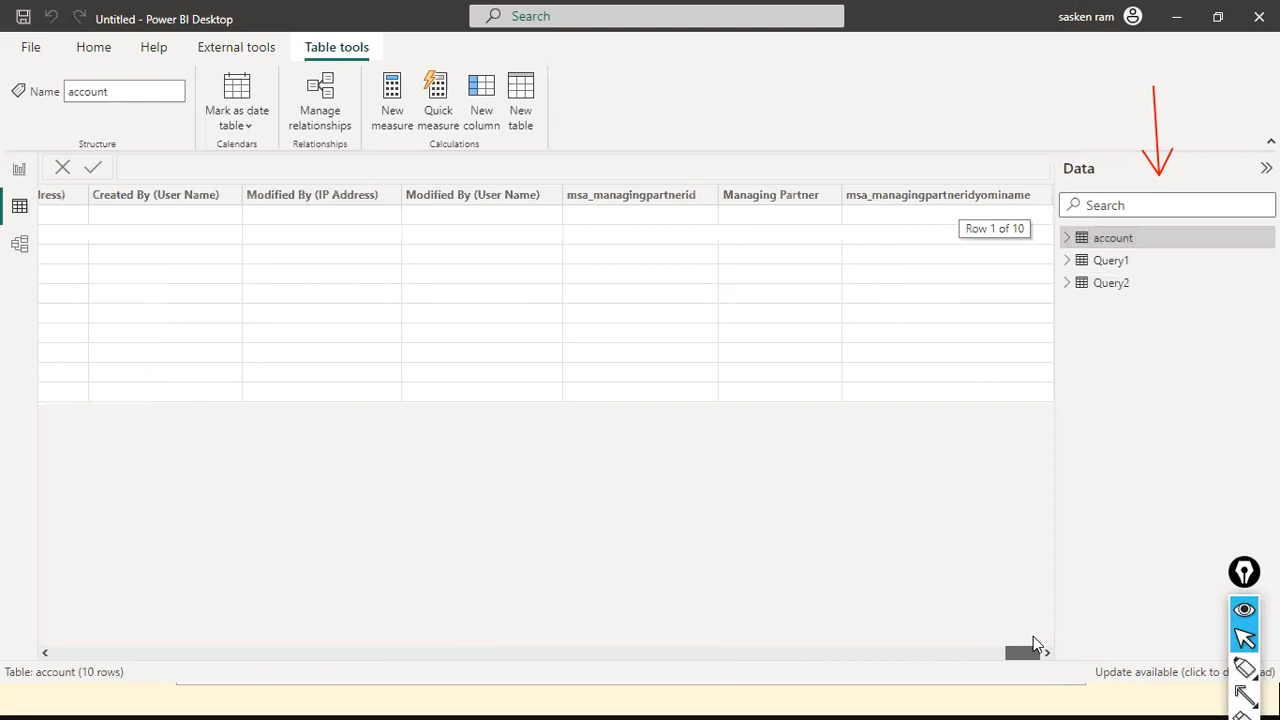 Untitled - Power BI Desktop
Search
sasken ram
File
Home
Help
External tools
Table tools
Name
account
Mark as date
table
Manage
relationships
New
measure
Quick
measure
New
column
New
table
Structure
Calendars
Relationships
Calculations
dress)
Created By (User Name)
Modified By (IP Address)
Modified By (User Name)
msa_managingpartnerid
Managing Partner
msa_managingpartneridyominame
Row 1 of 10
Data
Search
account
Query1
Query2
Table: account (10 rows)
Update available (click to d ad)